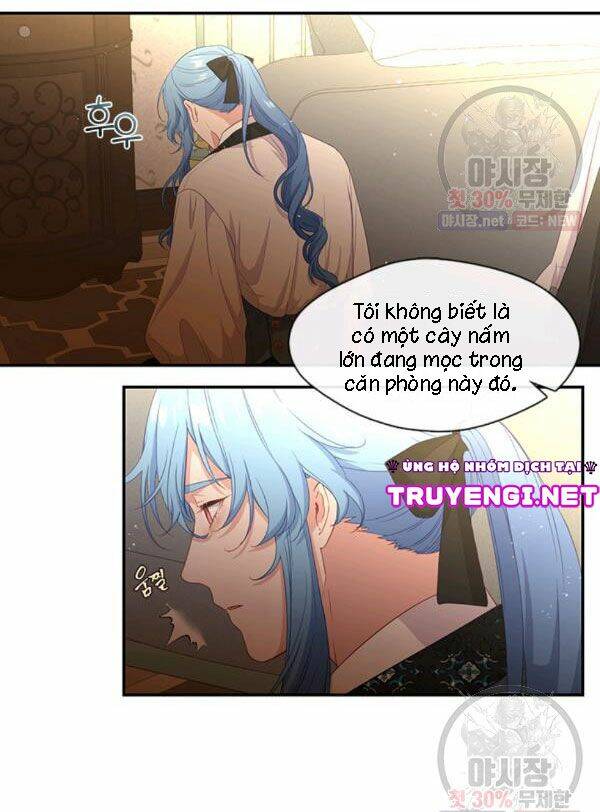 후우
야시장
첫 30% 무제한
야시장.net 코드: NEW
Tôi không biết là
có một cây nấm
lớn đang mọc trong
căn phòng này đó.
ỦNG HỘ NHÓM DỊCH TẠI
TRUYENGI.NET
움찔
야시장
첫 30% 무제한